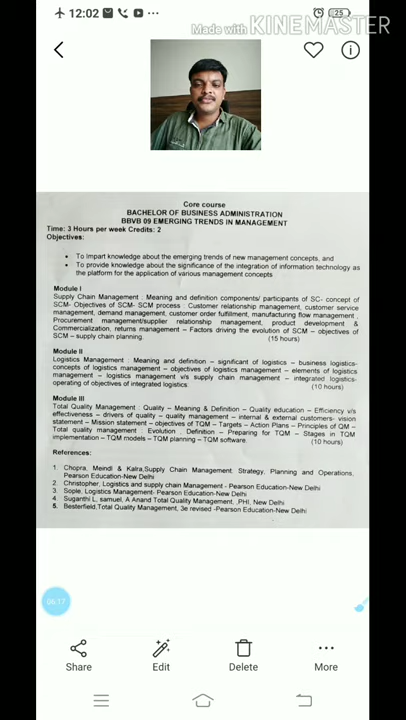 12:02
25
Made with KINEMASTER
Core course
BACHELOR OF BUSINESS ADMINISTRATION
BBVB 09 EMERGING TRENDS IN MANAGEMENT
Time: 3 Hours per week Credits: 2
Objectives:
• To Impart knowledge about the emerging trends of new management concepts, and
• To provide knowledge about the significance of the integration of information technology as
the platform for the application of various management concepts
Module I
Supply Chain Management : Meaning and definition components/ participants of SC- concept of
SCM- Objectives of SCM- SCM process : Customer relationship management, customer service
management, demand management, customer order fulfillment, manufacturing flow management ,
Procurement management/supplier relationship management, product development &
Commercialization, returns management – Factors driving the evolution of SCM – objectives of
SCM – supply chain planning. (15 hours)
Module II
Logistics Management : Meaning and definition – significant of logistics – business logistics-
concepts of logistics management – objectives of logistics management – elements of logistics
management – logistics management v/s supply chain management – integrated logistics-
operating of objectives of integrated logistics. (10 hours)
Module III
Total Quality Management : Quality – Meaning & Definition – Quality education – Efficiency v/s
effectiveness – drivers of quality – quality management – internal & external customers- vision
statement – Mission statement – objectives of TQM – Targets – Action Plans – Principles of QM –
Total quality management : Evolution , Definition – Preparing for TQM – Stages in TQM
implementation – TQM models – TQM planning – TQM software. (10 hours)
References:
1. Chopra, Meindl & Kalra,Supply Chain Management: Strategy, Planning and Operations,
Pearson Education-New Delhi
2. Christopher, Logistics and supply chain Management - Pearson Education-New Delhi
3. Sople, Logistics Management- Pearson Education-New Delhi
4. Suganthi L, samuel, A Anand Total Quality Management, ,PHI, New Delhi
5. Besterfield,Total Quality Management, 3e revised -Pearson Education-New Delhi
06:17
Share
Edit
Delete
More